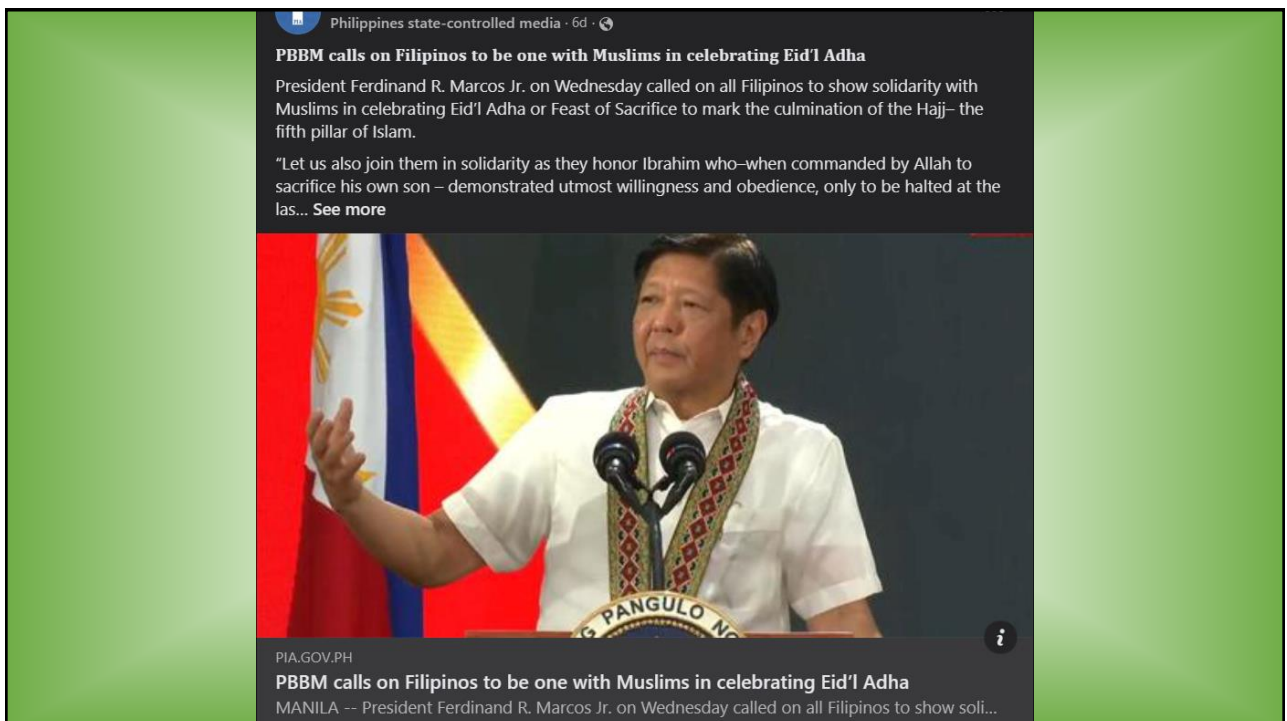 PIA
Philippines state-controlled media · 6d ·
PBBM calls on Filipinos to be one with Muslims in celebrating Eid’l Adha
President Ferdinand R. Marcos Jr. on Wednesday called on all Filipinos to show solidarity with
Muslims in celebrating Eid’l Adha or Feast of Sacrifice to mark the culmination of the Hajj– the
fifth pillar of Islam.
“Let us also join them in solidarity as they honor Ibrahim who–when commanded by Allah to
sacrifice his own son – demonstrated utmost willingness and obedience, only to be halted at the
las... See more
PANGULO
i
PIA.GOV.PH
PBBM calls on Filipinos to be one with Muslims in celebrating Eid’l Adha
MANILA -- President Ferdinand R. Marcos Jr. on Wednesday called on all Filipinos to show soli...